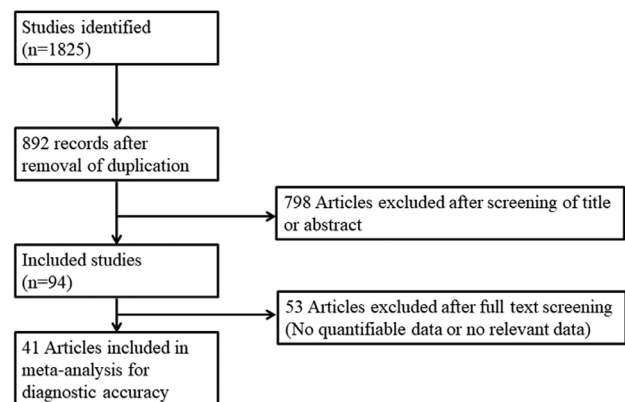 Studies identified
(n=1825)
892 records after
removal of duplication
798 Articles excluded after screening of title
or abstract
Included studies
(n=94)
53 Articles excluded after full text screening
(No quantifiable data or no relevant data)
41 Articles included in
meta-analysis for
diagnostic accuracy